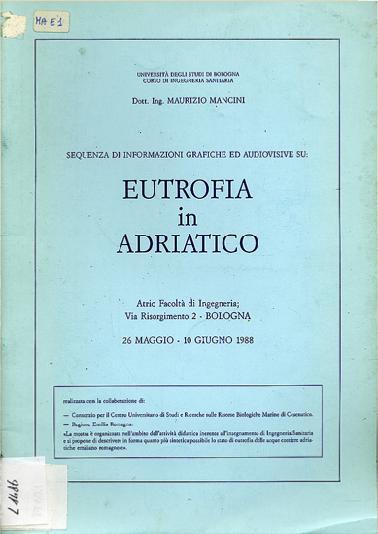 MA E 1
UNIVERSITÀ DEGLI STUDI DI BOLOGNA
CORSO DI INGEGNERIA SANITARIA
Dott. Ing. MAURIZIO MANCINI
SEQUENZA DI INFORMAZIONI GRAFICHE ED AUDIOVISIVE SU:
EUTROFIA
in
ADRIATICO
Atrio Facoltà di Ingegneria;
Via Risorgimento 2 - BOLOGNA
26 MAGGIO - 10 GIUGNO 1988
realizzata con la collaborazione di:
— Consorzio per il Centro Universitario di Studi e Ricerche sulle Risorse Biologiche Marine di Cesenatico.
— Regione Emilia Romagna:
«La mostra è organizzata nell'ambito dell'attività didattica inerente all'insegnamento di Ingegneria Sanitaria
e si propone di descrivere in forma quanto più sintetica possibile lo stato di eutrofia delle acque costiere adria-
tiche emiliano romagnole».